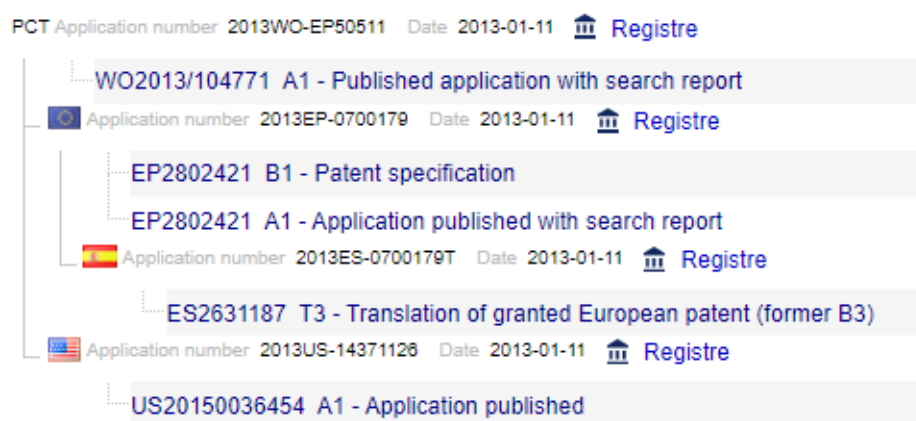 PCT Application number 2013WO-EP50511 Date 2013-01-11 Registre
WO2013/104771 A1 - Published application with search report
Application number 2013EP-0700179 Date 2013-01-11 Registre
EP2802421 B1 - Patent specification
EP2802421 A1 - Application published with search report
Application number 2013ES-0700179T Date 2013-01-11 Registre
ES2631187 T3 - Translation of granted European patent (former B3)
Application number 2013US-14371126 Date 2013-01-11 Registre
US20150036454 A1 - Application published